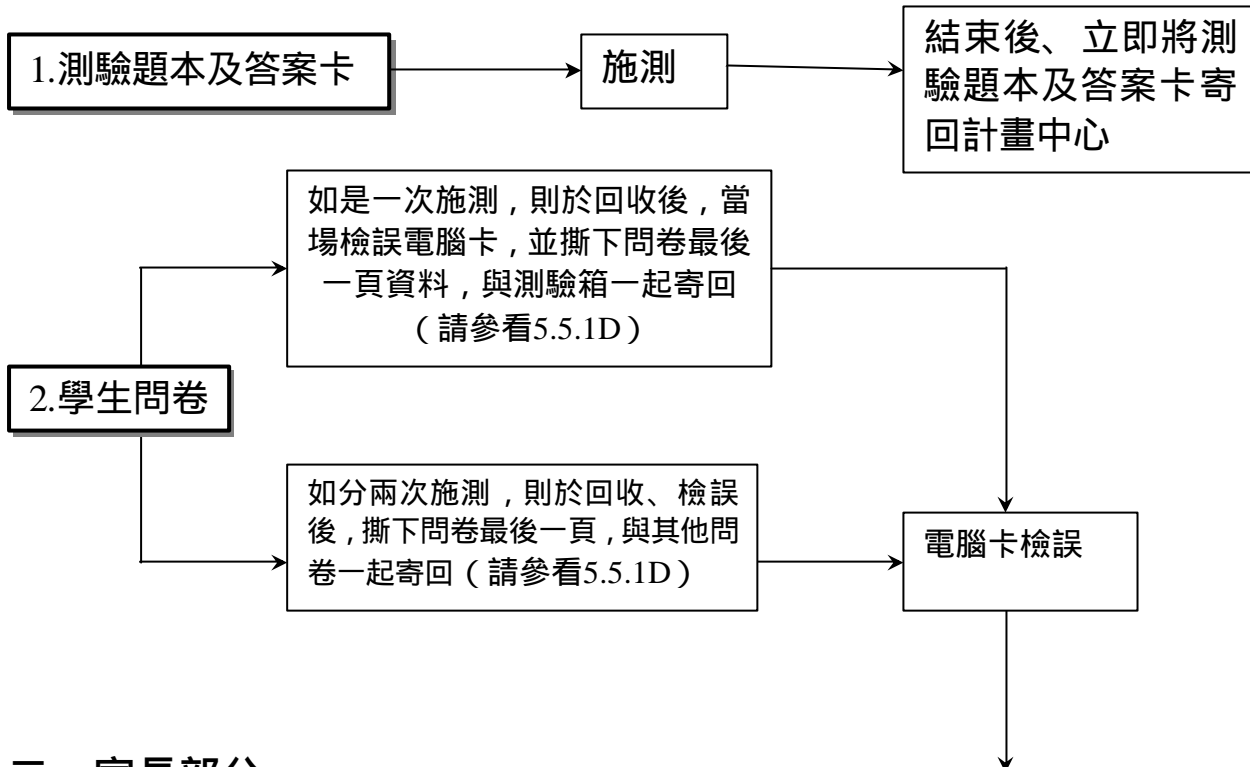 1.測驗題本及答案卡
施測
結束後、立即將測
驗題本及答案卡寄
回計畫中心
如是一次施測，則於回收後，當
場檢誤電腦卡，並撕下問卷最後
一頁資料，與測驗箱一起寄回
（請參看5.5.1D）
2.學生問卷
如分兩次施測，則於回收、檢誤
後，撕下問卷最後一頁，與其他問
卷一起寄回（請參看5.5.1D）
電腦卡檢誤
家長部分